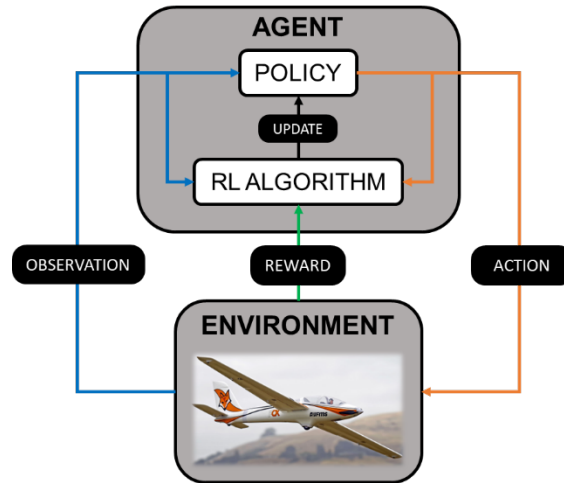 AGENT
POLICY
UPDATE
RL ALGORITHM
OBSERVATION
REWARD
ACTION
ENVIRONMENT